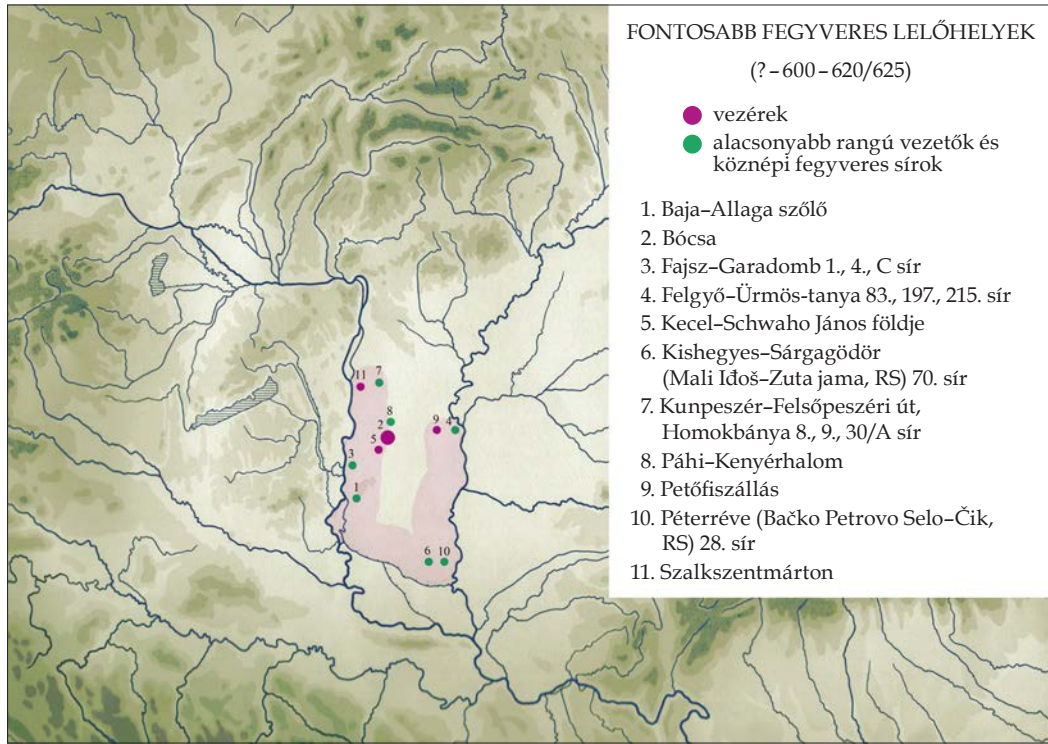 FONTOSABB FEGYVERES LELŐHELYEK
(?–600–620/625)
vezérek
alacsonyabb rangú vezetők és
köznépi fegyveres sírok
1. Baja–Allaga szőlő
2. Bócsa
3. Fajsz–Garadomb 1., 4., C sír
4. Felgyő–Ürmös-tanya 83., 197., 215. sír
5. Kecel–Schwaho János földje
6. Kishegyes–Sárgagödör
(Mali Iđoš–Zuta jama, RS) 70. sír
7. Kunpeszér–Felsőpeszéri út,
Homokbánya 8., 9., 30/A sír
8. Páhi–Kenyérhalom
9. Petőfiszállás
10. Péterréve (Bačko Petrovo Selo–Čik,
RS) 28. sír
11. Szalkszentmárton
11
7
8
2
9
4
5
3
1
6
10